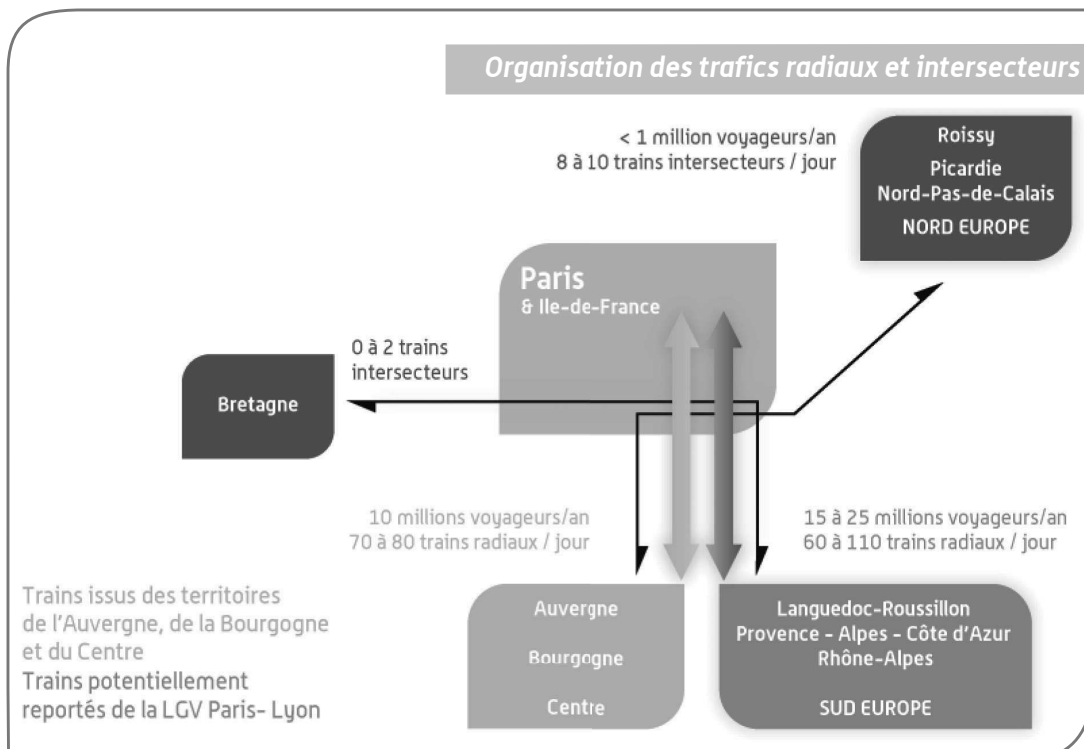 Organisation des trafics radiaux et intersecteurs
< 1 million voyageurs/an
8 à 10 trains intersecteurs / jour
Roissy
Picardie
Nord-Pas-de-Calais
NORD EUROPE
Paris
& Ile-de-France
0 à 2 trains
intersecteurs
Bretagne
10 millions voyageurs/an
70 à 80 trains radiaux / jour
15 à 25 millions voyageurs/an
60 à 110 trains radiaux / jour
Trains issus des territoires
de l'Auvergne, de la Bourgogne
et du Centre
Trains potentiellement
reportés de la LGV Paris- Lyon
Auvergne
Bourgogne
Centre
Languedoc-Roussillon
Provence - Alpes - Côte d'Azur
Rhône-Alpes
SUD EUROPE